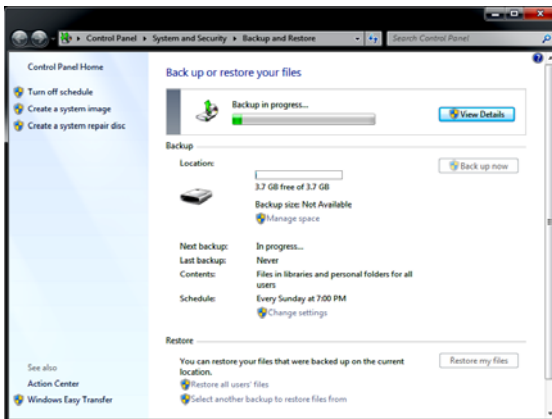 Control Panel ▸ System and Security ▸ Backup and Restore
Search Control Panel
Control Panel Home
Turn off schedule
Create a system image
Create a system repair disc
See also
Action Center
Windows Easy Transfer
Back up or restore your files
Backup in progress...
View Details
Backup
Location:
3.7 GB free of 3.7 GB
Backup size: Not Available
Manage space
Back up now
Next backup: In progress...
Last backup: Never
Contents: Files in libraries and personal folders for all
users
Schedule: Every Sunday at 7:00 PM
Change settings
Restore
You can restore your files that were backed up on the current
location.
Restore my files
Restore all users' files
Select another backup to restore files from